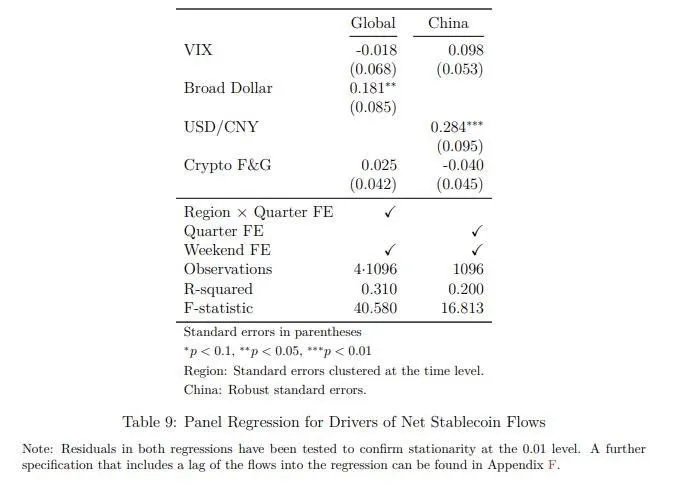 Global China
VIX -0.018 0.098
(0.068) (0.053)
Broad Dollar 0.181**
(0.085)
USD/CNY 0.284***
(0.095)
Crypto F&G 0.025 -0.040
(0.042) (0.045)
Region × Quarter FE ✓
Quarter FE ✓
Weekend FE ✓ ✓
Observations 4·1096 1096
R-squared 0.310 0.200
F-statistic 40.580 16.813
Standard errors in parentheses
*p < 0.1, **p < 0.05, ***p < 0.01
Region: Standard errors clustered at the time level.
China: Robust standard errors.
Table 9: Panel Regression for Drivers of Net Stablecoin Flows
Note: Residuals in both regressions have been tested to confirm stationarity at the 0.01 level. A further
specification that includes a lag of the flows into the regression can be found in Appendix F.